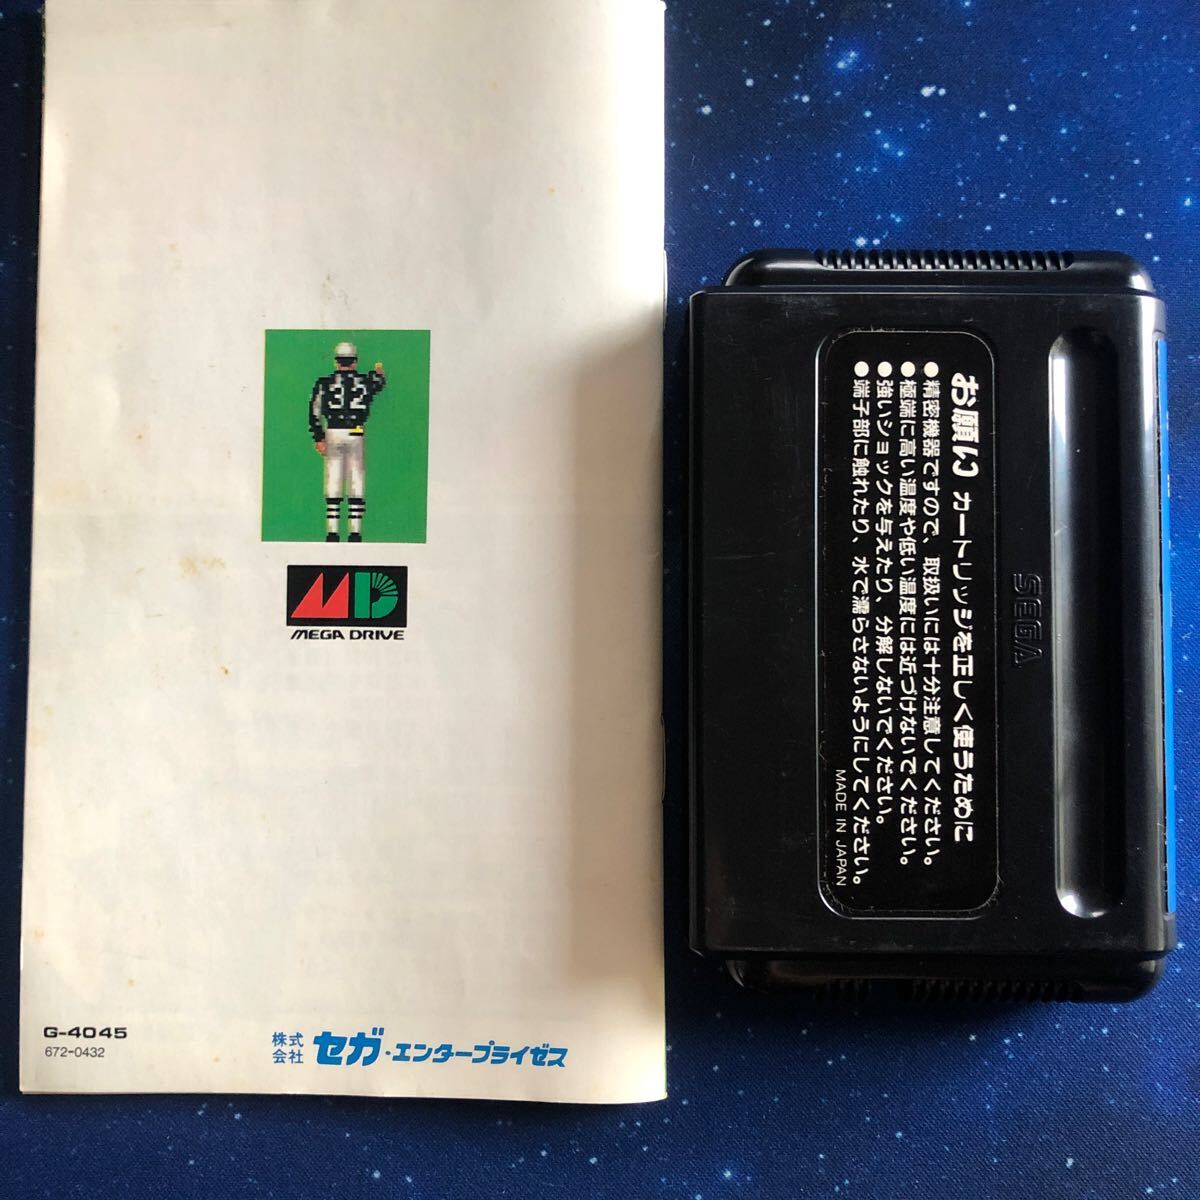 32
MEGA DRIVE
G-4045
672-0432
株式会社 セガ・エンタープライゼス
SEGA
お願い カートリッジを正しく使うために
●精密機器ですので、取扱いには十分注意してください。
●極端に高い温度や低い温度には近づけないでください。
●強いショックを与えたり、分解しないでください。
●端子部に触れたり、水で濡らさないようにしてください。
MADE IN JAPAN